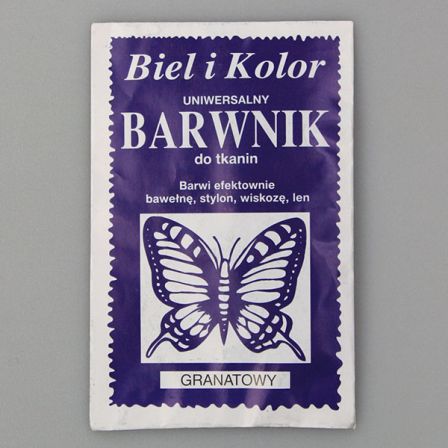 Biel i Kolor
UNIWERSALNY
BARWNIK
do tkanin
Barwi efektownie
bawełnę, stylon, wiskozę, len
GRANATOWY